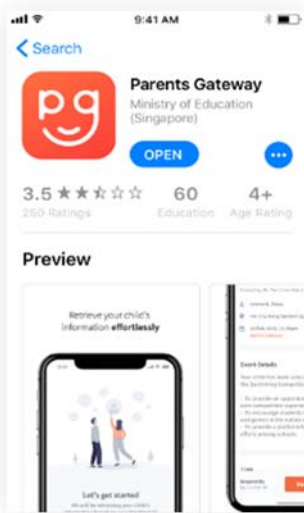 9:41 AM
Search
pg
Parents Gateway
Ministry of Education
(Singapore)
OPEN
3.5
60
4+
250 Ratings
Education
Age Rating
Preview
Retrieve your child's
information effortlessly
Let's get started
Event Details